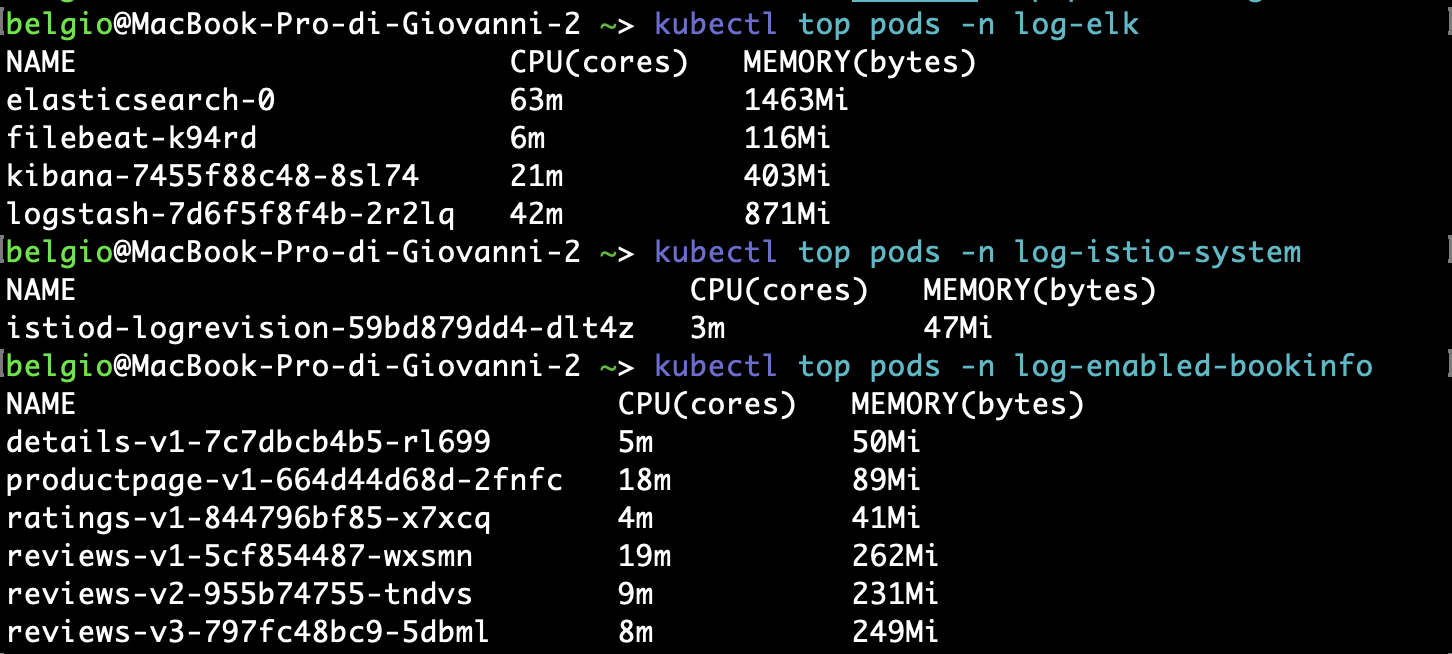 belgio@MacBook-Pro-di-Giovanni-2 ~> kubectl top pods -n log-elk
NAME CPU(cores) MEMORY(bytes)
elasticsearch-0 63m 1463Mi
filebeat-k94rd 6m 116Mi
kibana-7455f88c48-8sl74 21m 403Mi
logstash-7d6f5f8f4b-2r2lq 42m 871Mi
belgio@MacBook-Pro-di-Giovanni-2 ~> kubectl top pods -n log-istio-system
NAME CPU(cores) MEMORY(bytes)
istiod-logrevision-59bd879dd4-dlt4z 3m 47Mi
belgio@MacBook-Pro-di-Giovanni-2 ~> kubectl top pods -n log-enabled-bookinfo
NAME CPU(cores) MEMORY(bytes)
details-v1-7c7dbcb4b5-rl699 5m 50Mi
productpage-v1-664d44d68d-2fnfc 18m 89Mi
ratings-v1-844796bf85-x7xcq 4m 41Mi
reviews-v1-5cf854487-wxsmn 19m 262Mi
reviews-v2-955b74755-tndvs 9m 231Mi
reviews-v3-797fc48bc9-5dbml 8m 249Mi